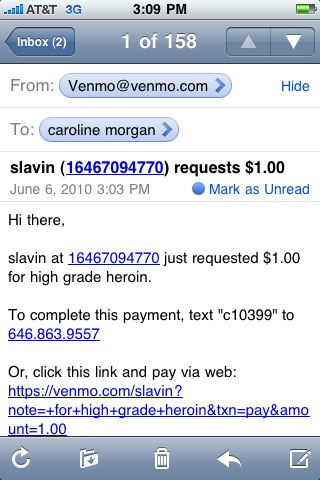 AT&T 3G 3:09 PM
Inbox (2) 1 of 158
From: Venmo@venmo.com Hide
To: caroline morgan
slavin (16467094770) requests $1.00
June 6, 2010 3:03 PM Mark as Unread
Hi there,
slavin at 16467094770 just requested $1.00
for high grade heroin.
To complete this payment, text "c10399" to
646.863.9557
Or, click this link and pay via web:
https://venmo.com/slavin?
note=+for+high+grade+heroin&txn=pay&amo
unt=1.00